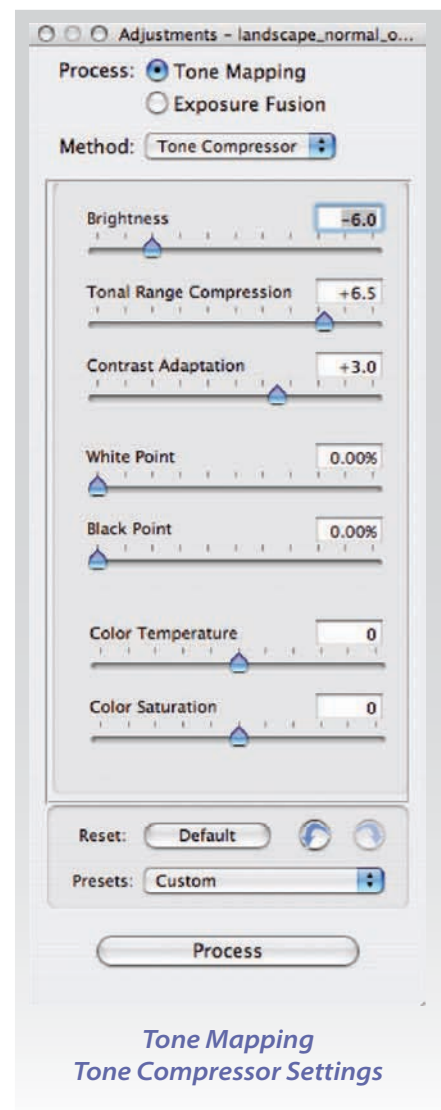 Adjustments - landscape_normal_o...
Process: Tone Mapping
Exposure Fusion
Method: Tone Compressor
Brightness -6.0
Tonal Range Compression +6.5
Contrast Adaptation +3.0
White Point 0.00%
Black Point 0.00%
Color Temperature 0
Color Saturation 0
Reset: Default
Presets: Custom
Process
Tone Mapping
Tone Compressor Settings